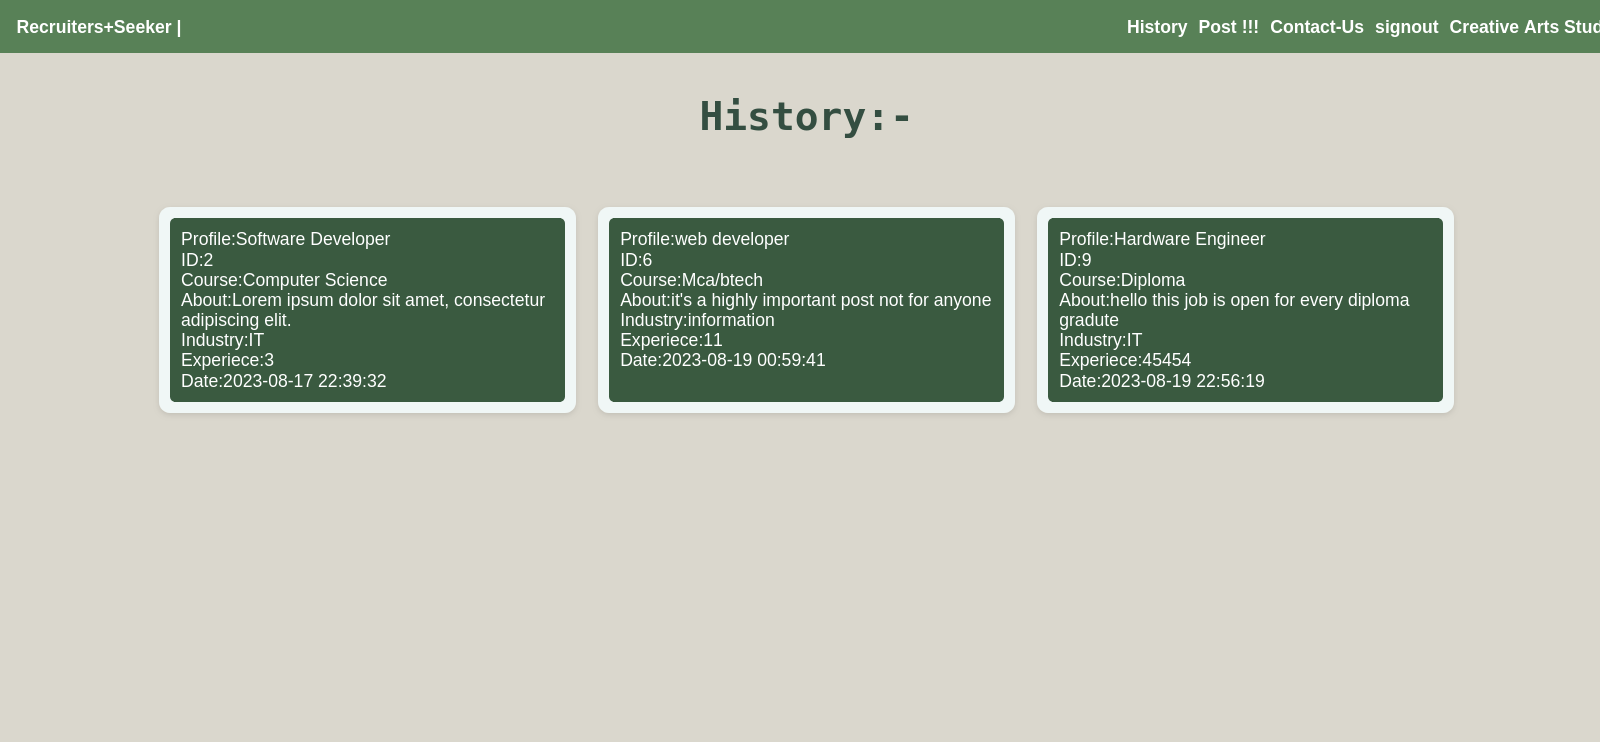 Recruiters+Seeker |
History Post !!! Contact-Us signout Creative Arts Stud
History:-
Profile:Software Developer
ID:2
Course:Computer Science
About:Lorem ipsum dolor sit amet, consectetur
adipiscing elit.
Industry:IT
Experiece:3
Date:2023-08-17 22:39:32
Profile:web developer
ID:6
Course:Mca/btech
About:it's a highly important post not for anyone
Industry:information
Experiece:11
Date:2023-08-19 00:59:41
Profile:Hardware Engineer
ID:9
Course:Diploma
About:hello this job is open for every diploma
gradute
Industry:IT
Experiece:45454
Date:2023-08-19 22:56:19